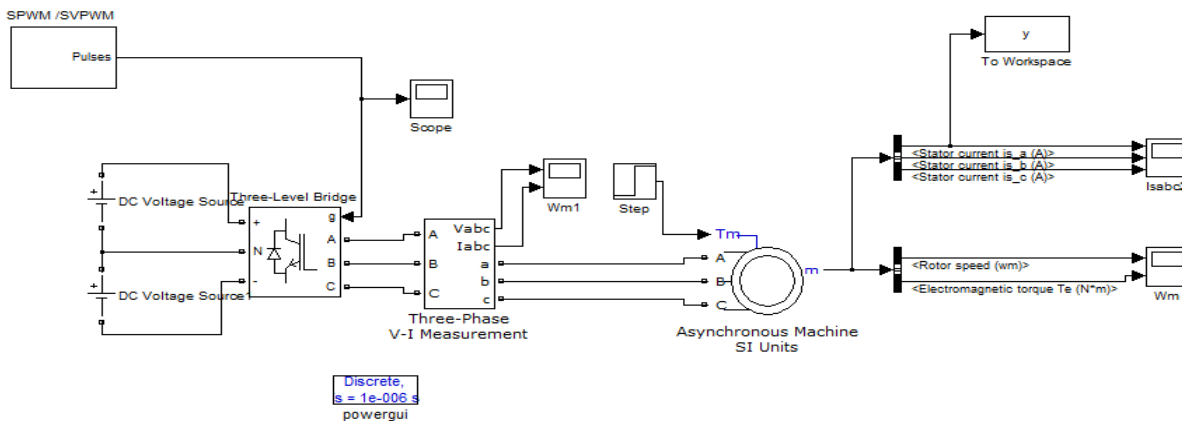 SPWM /SVPWM
Pulses
Scope
y
To Workspace
<Stator current is_a (A)>
<Stator current is_b (A)>
<Stator current is_c (A)>
Isabc2
DC Voltage Source
Three-Level Bridge
g
+
N
-
A
B
C
+
+
DC Voltage Source1
Wm1
Step
Vabc
Iabc
A
B
C
a
b
c
Three-Phase
V-I Measurement
Tm
A
B
C
m
Asynchronous Machine
SI Units
<Rotor speed (wm)>
<Electromagnetic torque Te (N*m)>
Wm
Discrete,
s = 1e-006 s
powergui